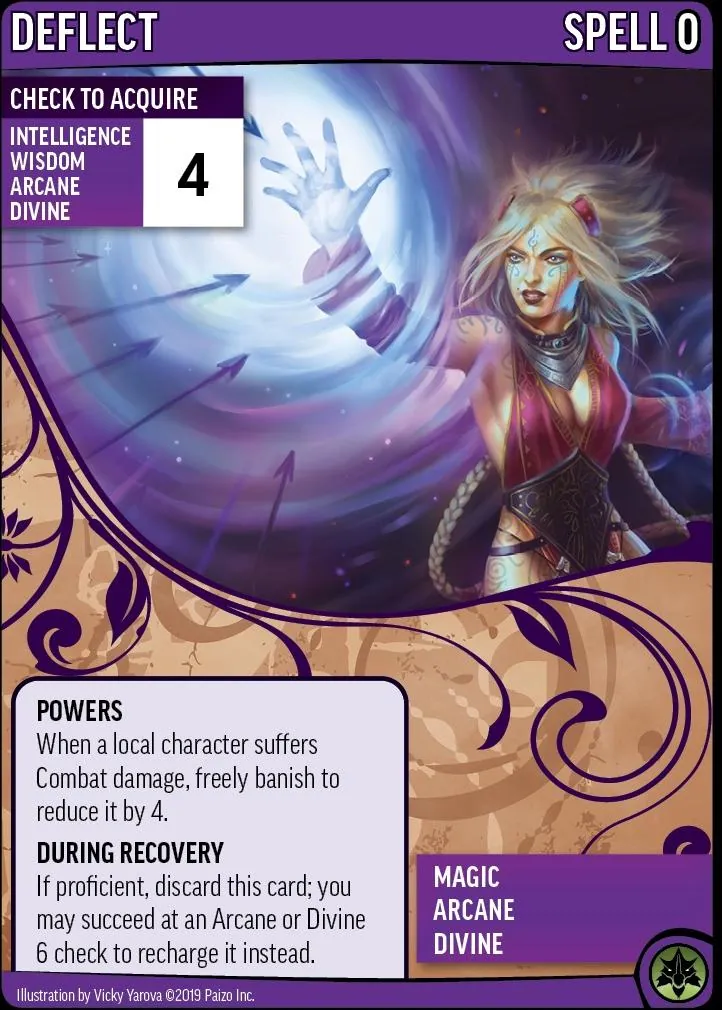 DEFLECT
SPELL 0
CHECK TO ACQUIRE
INTELLIGENCE
WISDOM
ARCANE
DIVINE
4
POWERS
When a local character suffers
Combat damage, freely banish to
reduce it by 4.
DURING RECOVERY
If proficient, discard this card; you
may succeed at an Arcane or Divine
6 check to recharge it instead.
MAGIC
ARCANE
DIVINE
Illustration by Vicky Yarova ©2019 Paizo Inc.